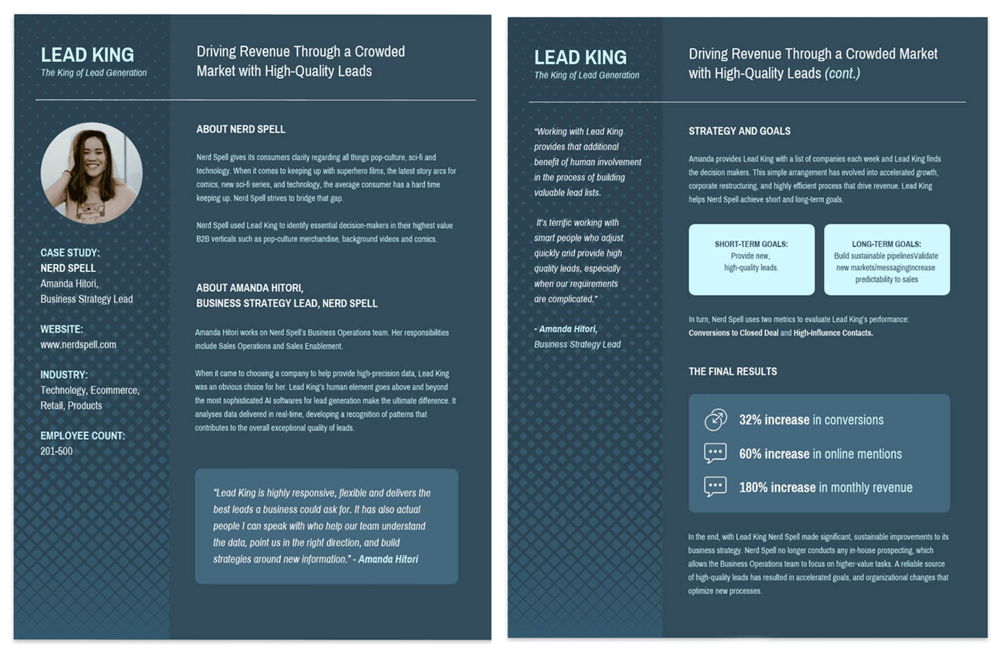 LEAD KING
The King of Lead Generation
Driving Revenue Through a Crowded
Market with High-Quality Leads
CASE STUDY:
NERD SPELL
Amanda Hitori,
Business Strategy Lead
WEBSITE:
www.nerdspell.com
INDUSTRY:
Technology, Ecommerce,
Retail, Products
EMPLOYEE COUNT:
201-500
ABOUT NERD SPELL
Nerd Spell gives its consumers clarity regarding all things pop-culture, sci-fi and
technology. When it comes to keeping up with superhero films, the latest story arcs for
comics, new sci-fi series, and technology, the average consumer has a hard time
keeping up. Nerd Spell strives to bridge that gap.
Nerd Spell used Lead King to identify essential decision-makers in their highest value
B2B verticals such as pop-culture merchandise, background videos and comics.
ABOUT AMANDA HITORI,
BUSINESS STRATEGY LEAD, NERD SPELL
Amanda Hitori works on Nerd Spell's Business Operations team. Her responsibilities
include Sales Operations and Sales Enablement.
When it came to choosing a company to help provide high-precision data, Lead King
was an obvious choice for her. Lead King's human element goes above and beyond
the most sophisticated AI softwares for lead generation make the ultimate difference. It
analyses data delivered in real-time, developing a recognition of patterns that
contributes to the overall exceptional quality of leads.
“Lead King is highly responsive, flexible and delivers the
best leads a business could ask for. It has also actual
people I can speak with who help our team understand
the data, point us in the right direction, and build
strategies around new information.” - Amanda Hitori
LEAD KING
The King of Lead Generation
Driving Revenue Through a Crowded Market
with High-Quality Leads (cont.)
“Working with Lead King
provides that additional
benefit of human involvement
in the process of building
valuable lead lists.
It's terrific working with
smart people who adjust
quickly and provide high
quality leads, especially
when our requirements
are complicated.”
- Amanda Hitori,
Business Strategy Lead
STRATEGY AND GOALS
Amanda provides Lead King with a list of companies each week and Lead King finds
the decision makers. This simple arrangement has evolved into accelerated growth,
corporate restructuring, and highly efficient process that drive revenue. Lead King
helps Nerd Spell achieve short and long-term goals.
SHORT-TERM GOALS:
Provide new,
high-quality leads.
LONG-TERM GOALS:
Build sustainable pipelinesValidate
new markets/messagingIncrease
predictability to sales
In turn, Nerd Spell uses two metrics to evaluate Lead King's performance:
Conversions to Closed Deal and High-Influence Contacts.
THE FINAL RESULTS
32% increase in conversions
60% increase in online mentions
180% increase in monthly revenue
In the end, with Lead King Nerd Spell made significant, sustainable improvements to its
business strategy. Nerd Spell no longer conducts any in-house prospecting, which
allows the Business Operations team to focus on higher-value tasks. A reliable source
of high-quality leads has resulted in accelerated goals, and organizational changes that
optimize new processes.